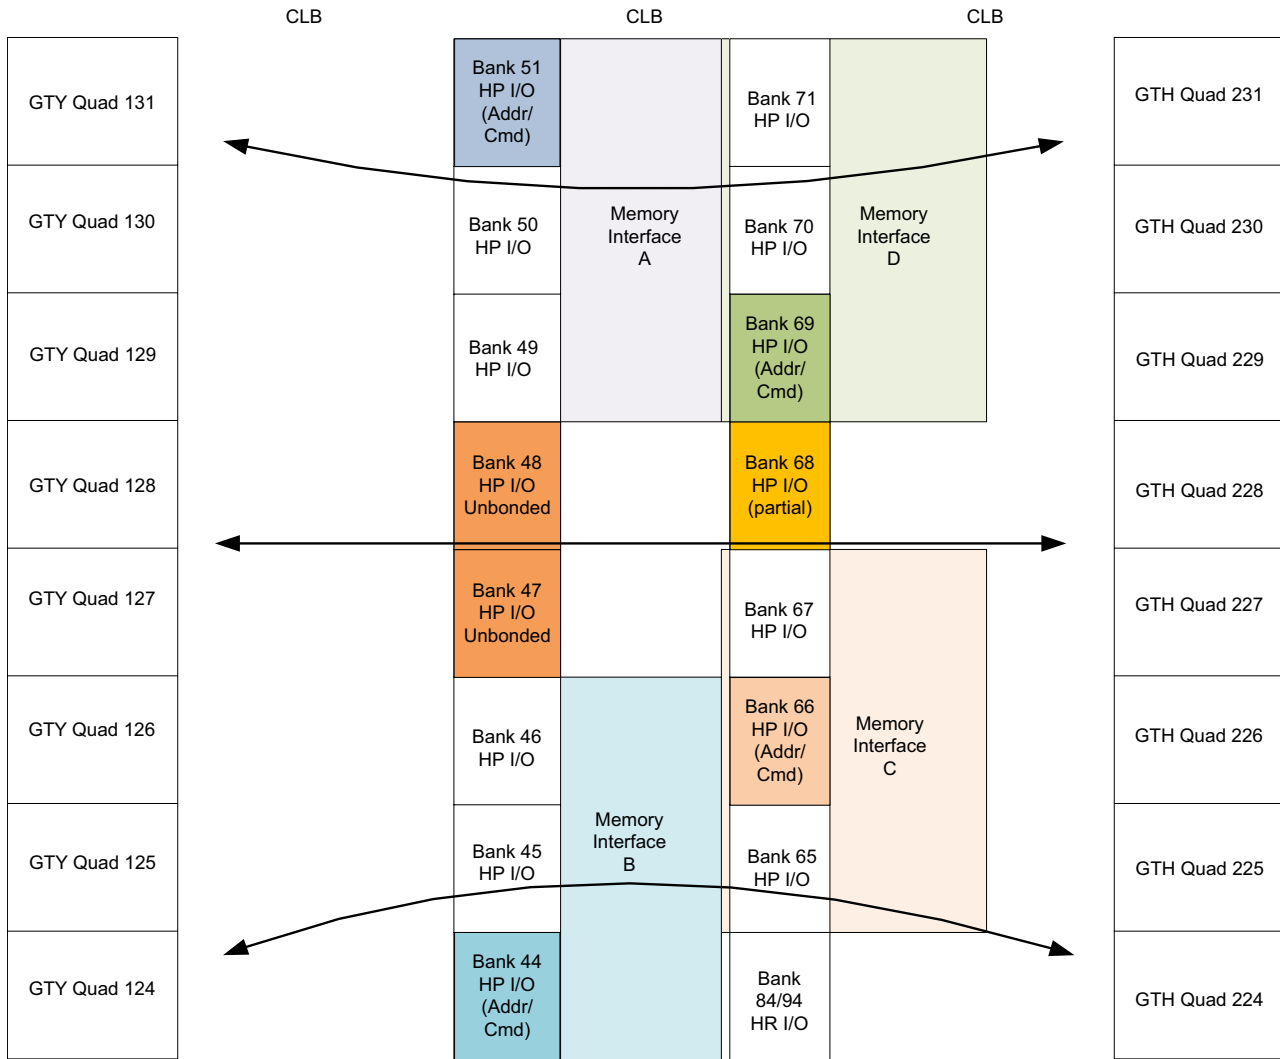 CLB
CLB
CLB
GTY Quad 131
GTY Quad 130
GTY Quad 129
GTY Quad 128
GTY Quad 127
GTY Quad 126
GTY Quad 125
GTY Quad 124
Bank 51
HP I/O
(Addr/
Cmd)
Bank 50
HP I/O
Bank 49
HP I/O
Bank 48
HP I/O
Unbonded
Bank 47
HP I/O
Unbonded
Bank 46
HP I/O
Bank 45
HP I/O
Bank 44
HP I/O
(Addr/
Cmd)
Memory
Interface
A
Memory
Interface
B
Bank 71
HP I/O
Bank 70
HP I/O
Bank 69
HP I/O
(Addr/
Cmd)
Bank 68
HP I/O
(partial)
Bank 67
HP I/O
Bank 66
HP I/O
(Addr/
Cmd)
Bank 65
HP I/O
Bank
84/94
HR I/O
Memory
Interface
D
Memory
Interface
C
GTH Quad 231
GTH Quad 230
GTH Quad 229
GTH Quad 228
GTH Quad 227
GTH Quad 226
GTH Quad 225
GTH Quad 224